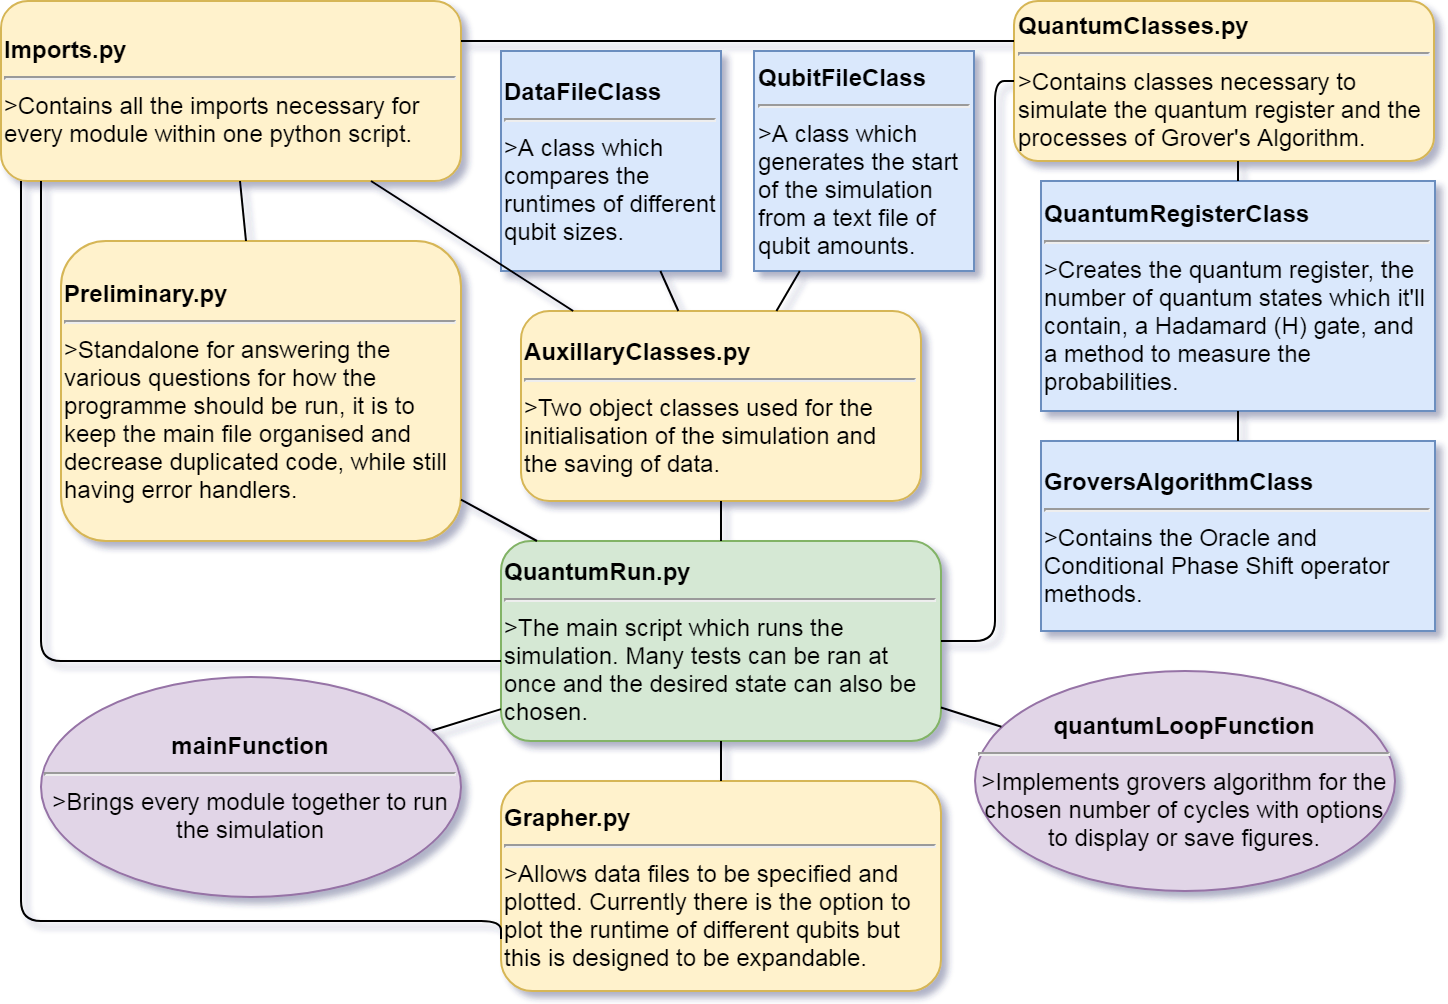 Imports.py
>Contains all the imports necessary for
every module within one python script.
DataFileClass
>A class which
compares the
runtimes of different
qubit sizes.
QubitFileClass
>A class which
generates the start
of the simulation
from a text file of
qubit amounts.
QuantumClasses.py
>Contains classes necessary to
simulate the quantum register and the
processes of Grover's Algorithm.
QuantumRegisterClass
>Creates the quantum register, the
number of quantum states which it'll
contain, a Hadamard (H) gate, and
a method to measure the
probabilities.
Preliminary.py
>Standalone for answering the
various questions for how the
programme should be run, it is to
keep the main file organised and
decrease duplicated code, while still
having error handlers.
AuxillaryClasses.py
>Two object classes used for the
initialisation of the simulation and
the saving of data.
GroversAlgorithmClass
>Contains the Oracle and
Conditional Phase Shift operator
methods.
QuantumRun.py
>The main script which runs the
simulation. Many tests can be ran at
once and the desired state can also be
chosen.
mainFunction
>Brings every module together to run
the simulation
quantumLoopFunction
>Implements grovers algorithm for the
chosen number of cycles with options
to display or save figures.
Grapher.py
>Allows data files to be specified and
plotted. Currently there is the option to
plot the runtime of different qubits but
this is designed to be expandable.